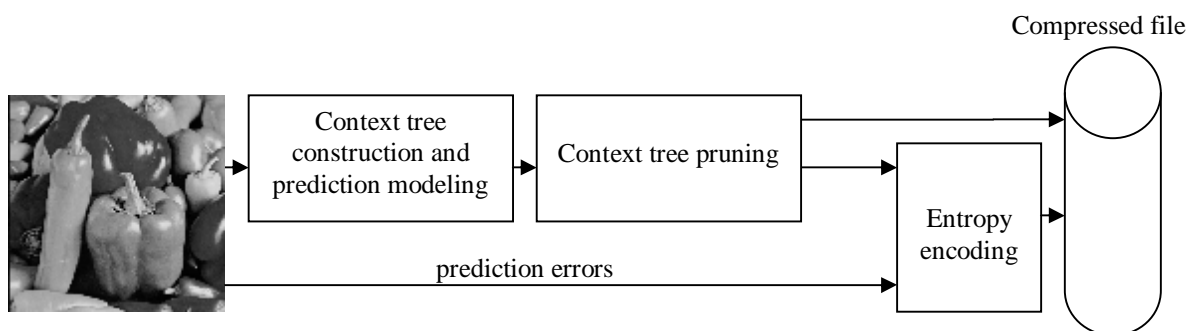 Compressed file
Context tree
construction and
prediction modeling
Context tree pruning
Entropy
encoding
prediction errors